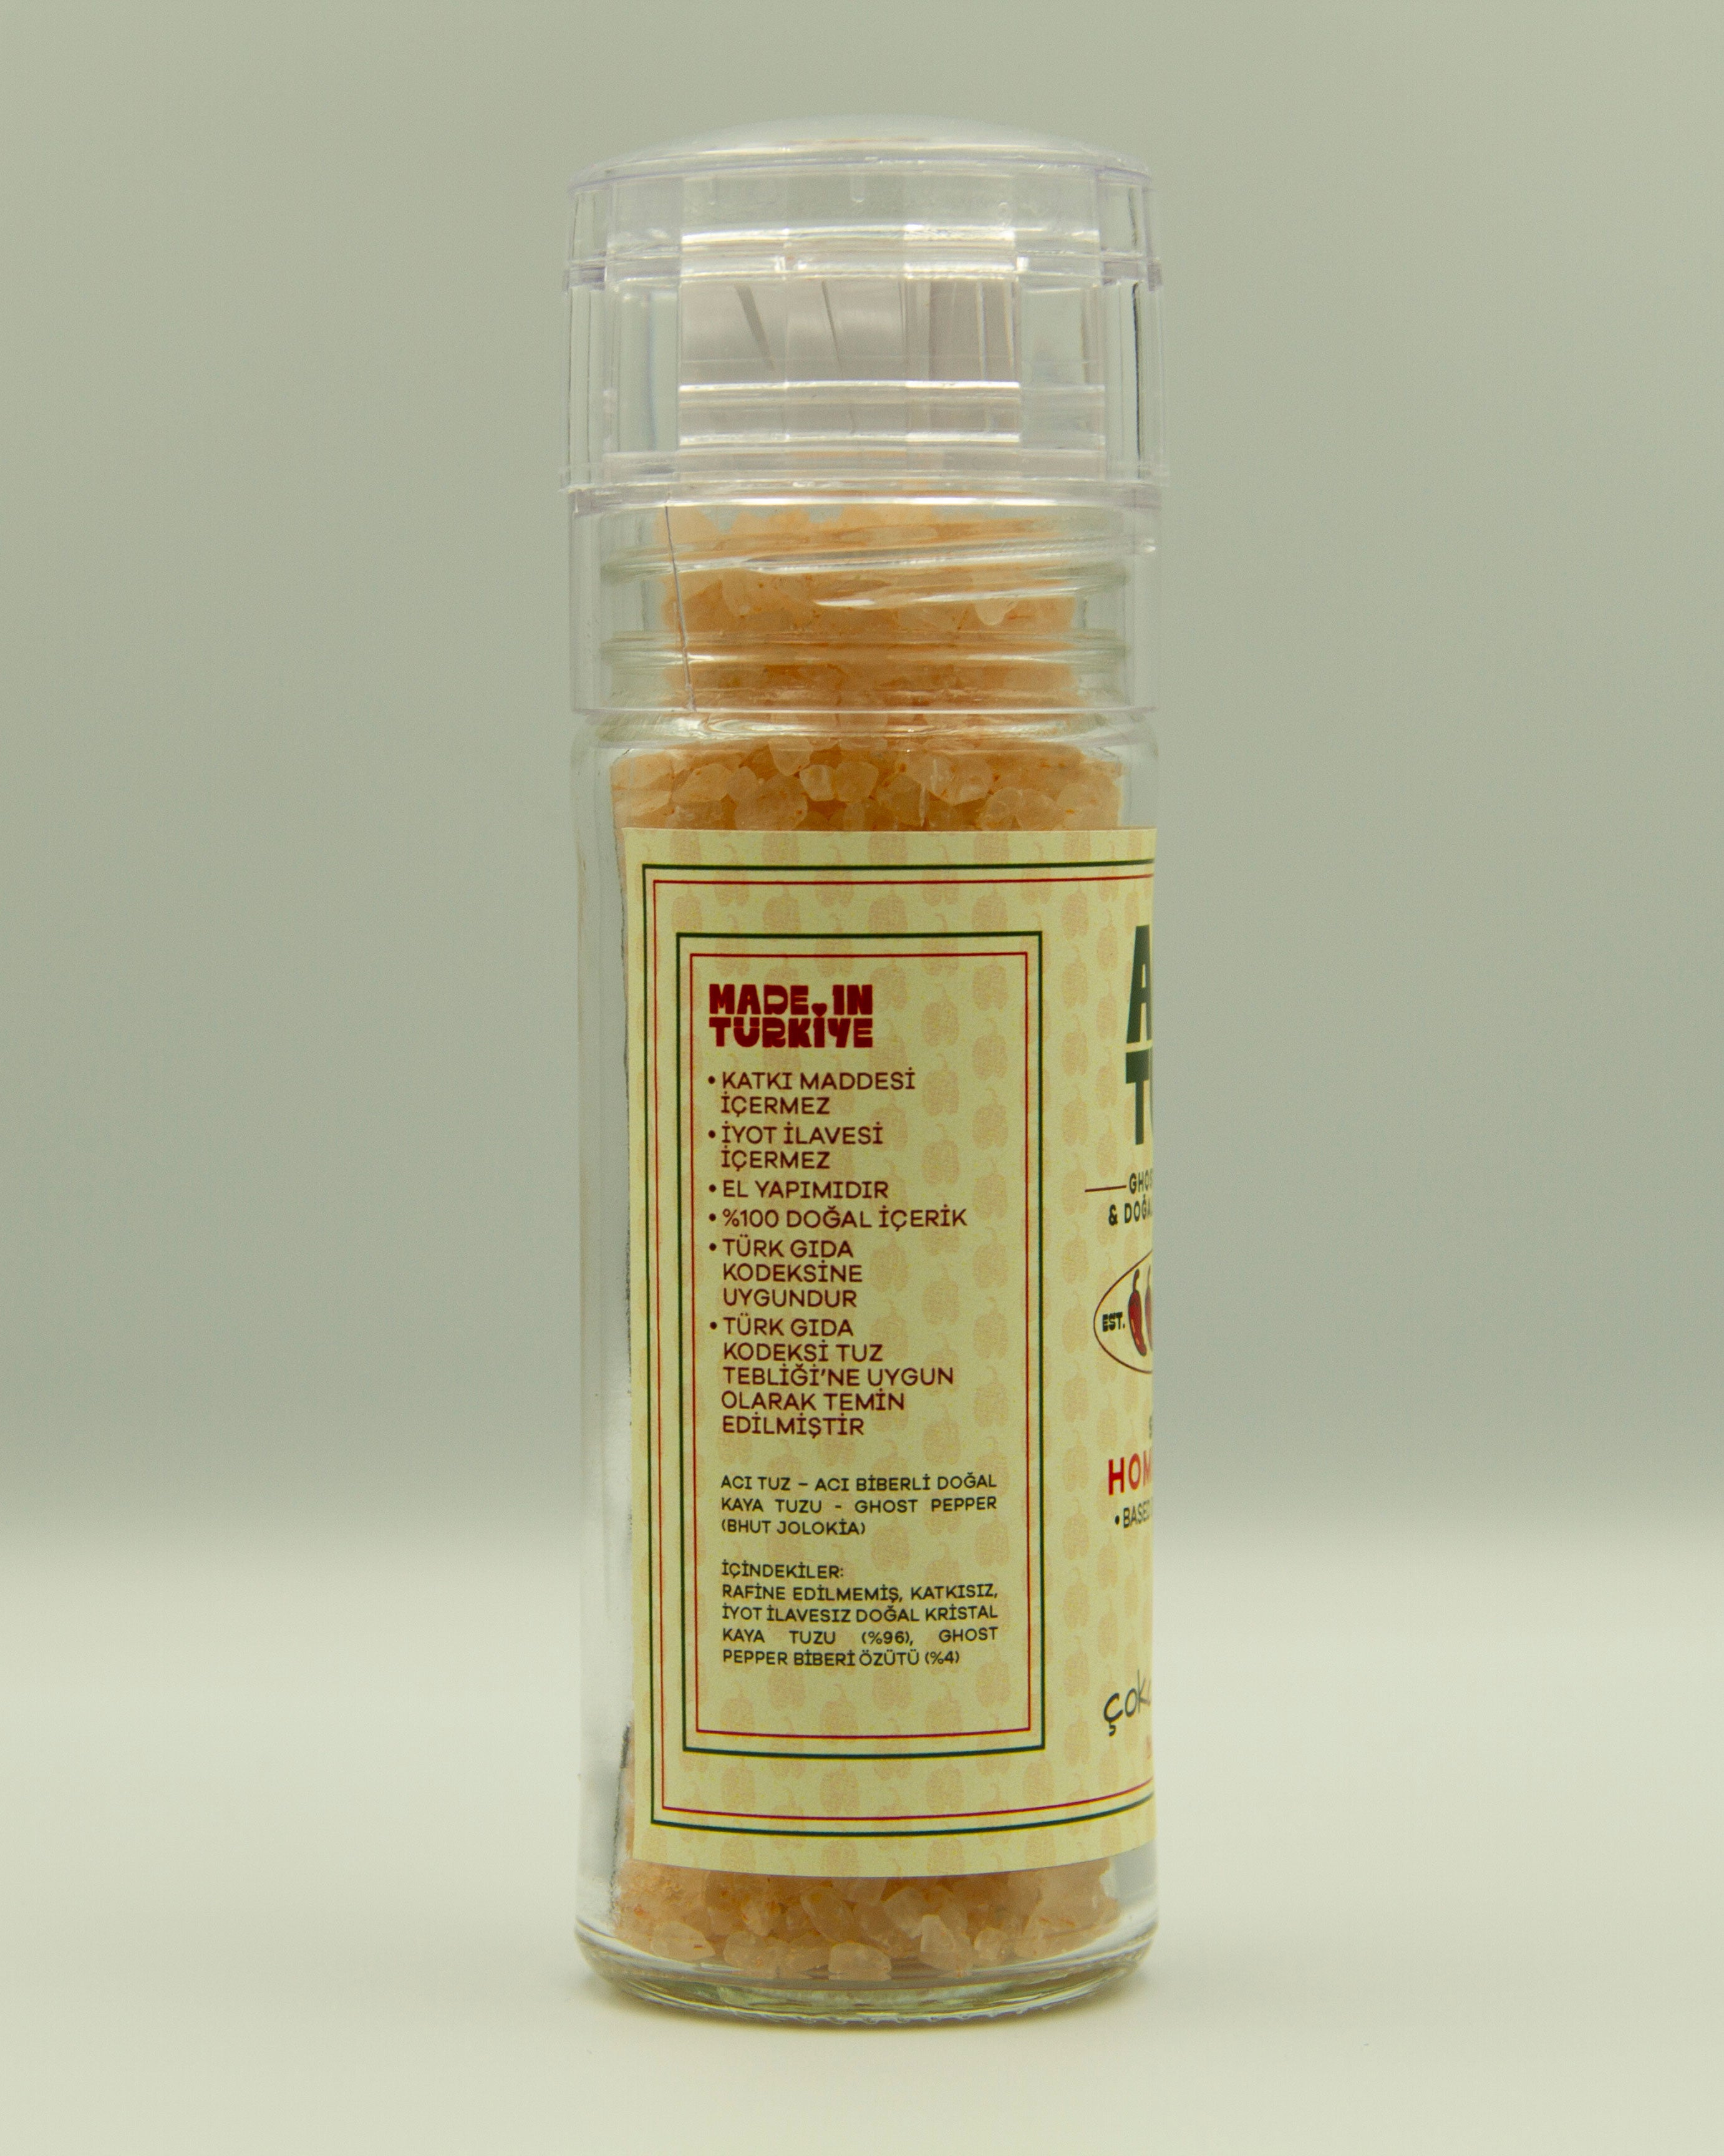 MADE IN
TÜRKİYE
• KATKI MADDESİ
İÇERMEZ
• İYOT İLAVESİ
İÇERMEZ
• EL YAPIMIDIR
• %100 DOĞAL İÇERİK
• TÜRK GIDA
KODEKSİNE
UYGUNDUR
• TÜRK GIDA
KODEKSİ TUZ
TEBLİĞİ'NE UYGUN
OLARAK TEMİN
EDİLMİŞTİR
ACI TUZ – ACI BİBERLİ DOĞAL
KAYA TUZU - GHOST PEPPER
(BHUT JOLOKİA)
İÇİNDEKİLER:
RAFİNE EDİLMEMİŞ, KATKISIZ,
İYOT İLAVESIZ DOĞAL KRİSTAL
KAYA TUZU (%96), GHOST
PEPPER BİBERİ ÖZÜTÜ (%4)
&
EST.